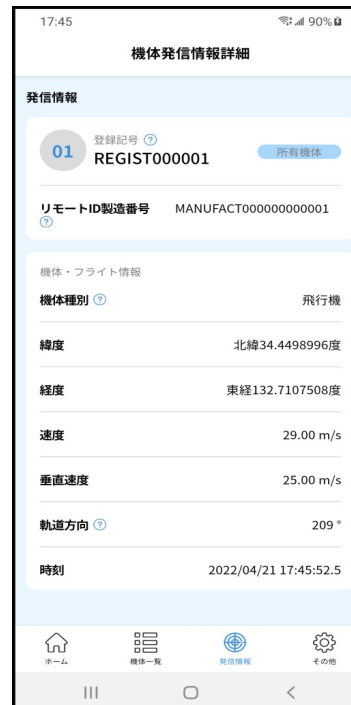 17:45 90%
機体発信情報詳細
発信情報
01
登録記号 ?
REGIST000001
所有機体
リモートID製造番号 ? MANUFACT000000000001
機体・フライト情報
機体種別 ? 飛行機
緯度 北緯34.4498996度
経度 東経132.7107508度
速度 29.00 m/s
垂直速度 25.00 m/s
軌道方向 ? 209 °
時刻 2022/04/21 17:45:52.5
ホーム 機体一覧 発信情報 その他